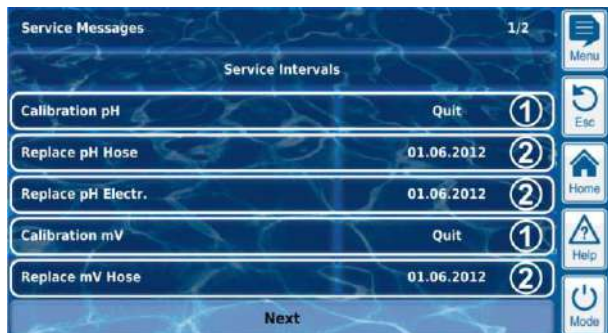 Service Messages 1/2
Menu
Service Intervals
Calibration pH Quit 1
Esc
Replace pH Hose 01.06.2012 2
Replace pH Electr. 01.06.2012 2
Home
Calibration mV Quit 1
Help
Replace mV Hose 01.06.2012 2
Next
Mode